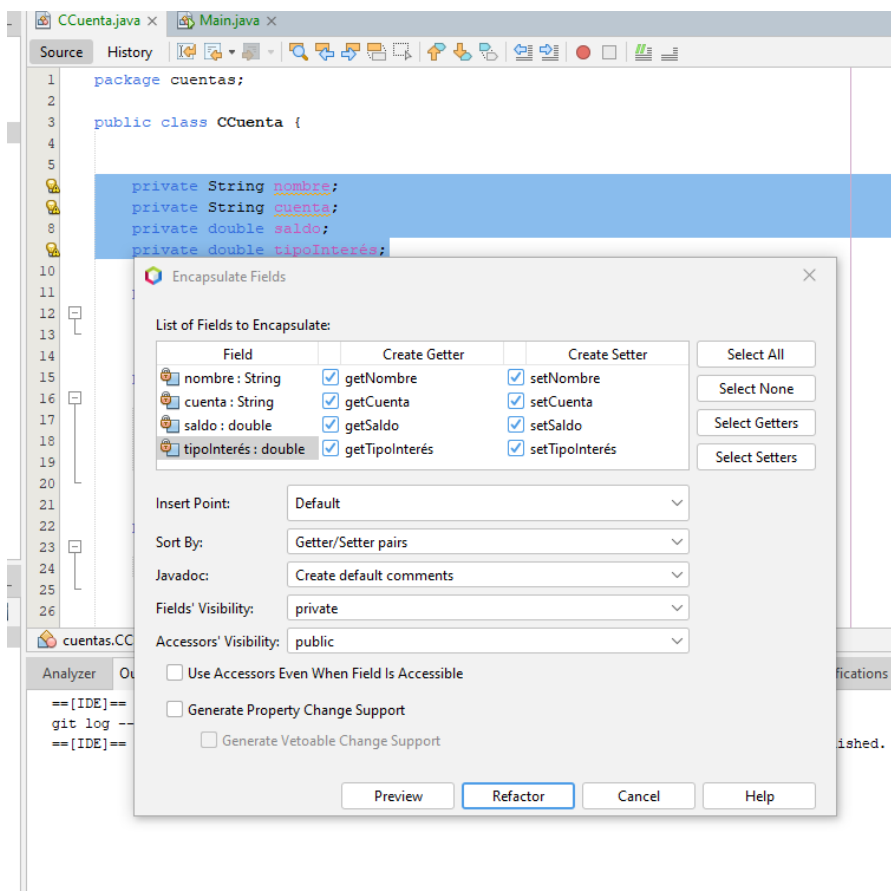 CCuenta.java × Main.java ×
Source History
1 package cuentas;
2
3 public class CCuenta {
4
5
private String nombre;
private String cuenta;
8 private double saldo;
private double tipoInterés;
10
11
12
13
14
15
16
17
18
19
20
21
22
23
24
25
26
Encapsulate Fields
List of Fields to Encapsulate:
Field Create Getter Create Setter Select All
nombre : String getNombre setNombre
cuenta : String getCuenta setCuenta Select None
saldo : double getSaldo setSaldo Select Getters
tipoInterés : double getTipoInterés setTipoInterés Select Setters
Insert Point: Default
Sort By: Getter/Setter pairs
Javadoc: Create default comments
Fields' Visibility: private
Accessors' Visibility: public
Use Accessors Even When Field Is Accessible
Generate Property Change Support
Generate Vetoable Change Support
Preview Refactor Cancel Help
cuentas.CC
Analyzer Ou fications
==[IDE]==
git log --
==[IDE]== ished.